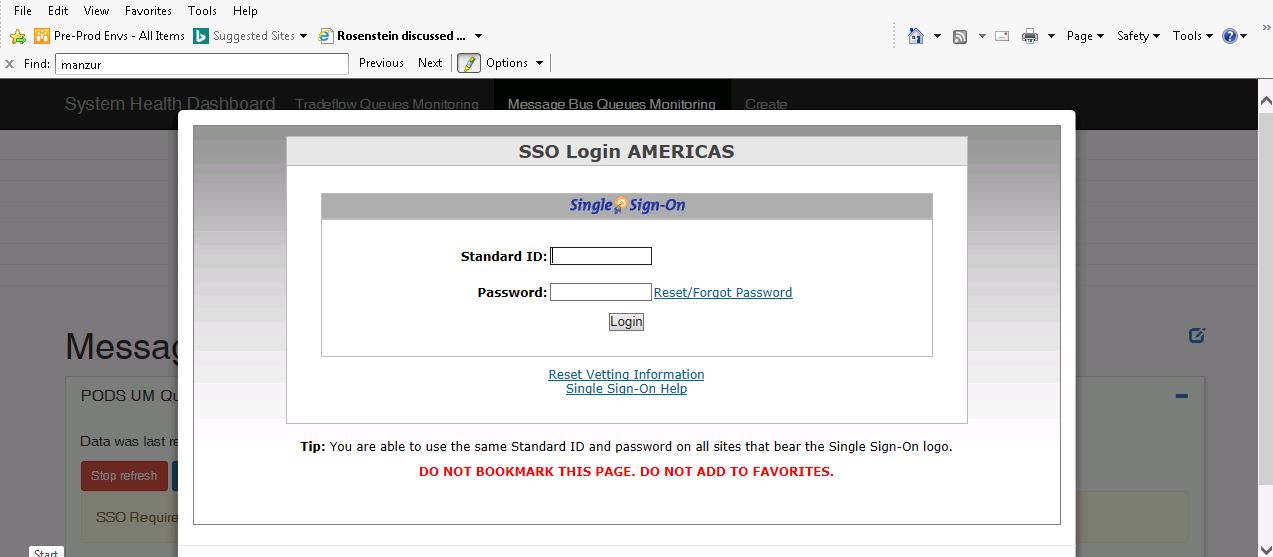 File Edit View Favorites Tools Help
Pre-Prod Envs - All Items Suggested Sites Rosenstein discussed ... Page Safety Tools
x Find: manzur Previous Next Options
System Health Dashboard Tradeflow Queues Monitoring Message Bus Queues Monitoring Create
SSO Login AMERICAS
Single Sign-On
Standard ID:
Password: Reset/Forgot Password
Login
Messag
Reset Vetting Information
Single Sign-On Help
PODS UM Qu
Data was last re
Tip: You are able to use the same Standard ID and password on all sites that bear the Single Sign-On logo.
DO NOT BOOKMARK THIS PAGE. DO NOT ADD TO FAVORITES.
Stop refresh
SSO Require
Start